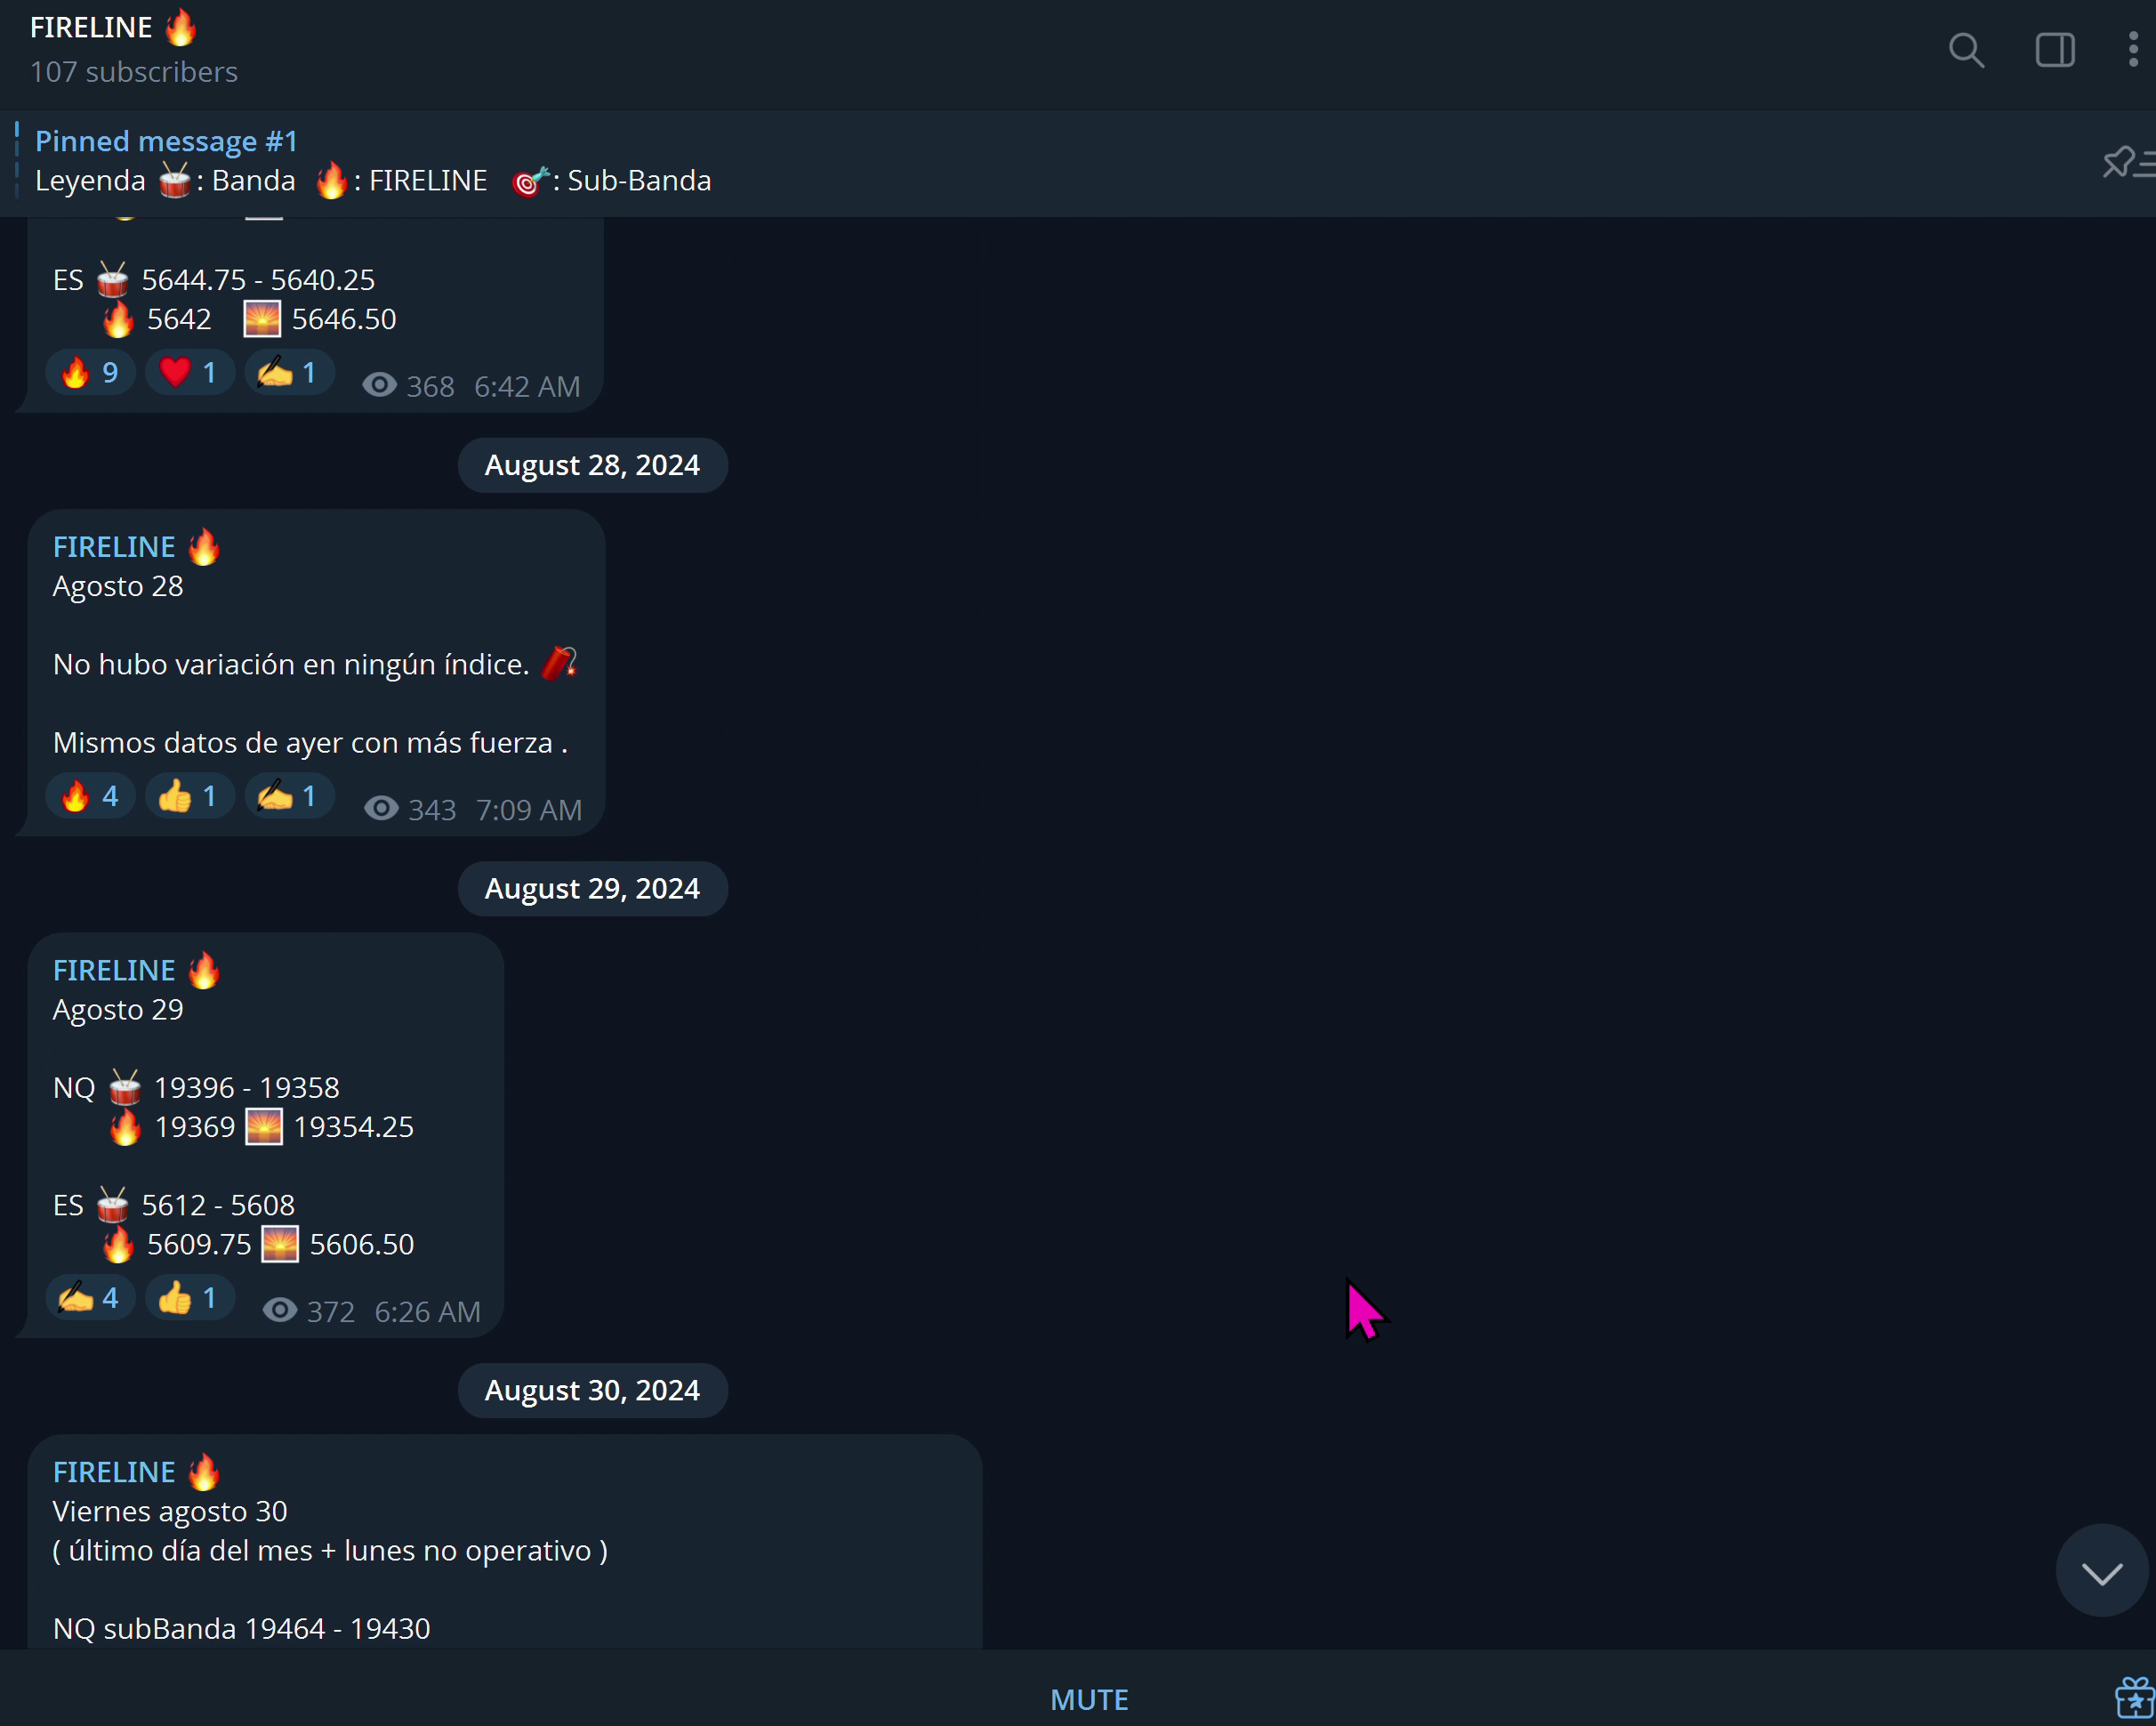 FIRELINE 🔥
107 subscribers
Pinned message #1
Leyenda 🥁: Banda 🔥: FIRELINE 🎯: Sub-Banda
ES 🥁 5644.75 - 5640.25
🔥 5642 🌅 5646.50
🔥 9 ❤️ 1 ✍️ 1 368 6:42 AM
August 28, 2024
FIRELINE 🔥
Agosto 28
No hubo variación en ningún índice. 🧨
Mismos datos de ayer con más fuerza .
🔥 4 👍 1 ✍️ 1 343 7:09 AM
August 29, 2024
FIRELINE 🔥
Agosto 29
NQ 🥁 19396 - 19358
🔥 19369 🌅 19354.25
ES 🥁 5612 - 5608
🔥 5609.75 🌅 5606.50
✍️ 4 👍 1 372 6:26 AM
August 30, 2024
FIRELINE 🔥
Viernes agosto 30
( último día del mes + lunes no operativo )
NQ subBanda 19464 - 19430
MUTE